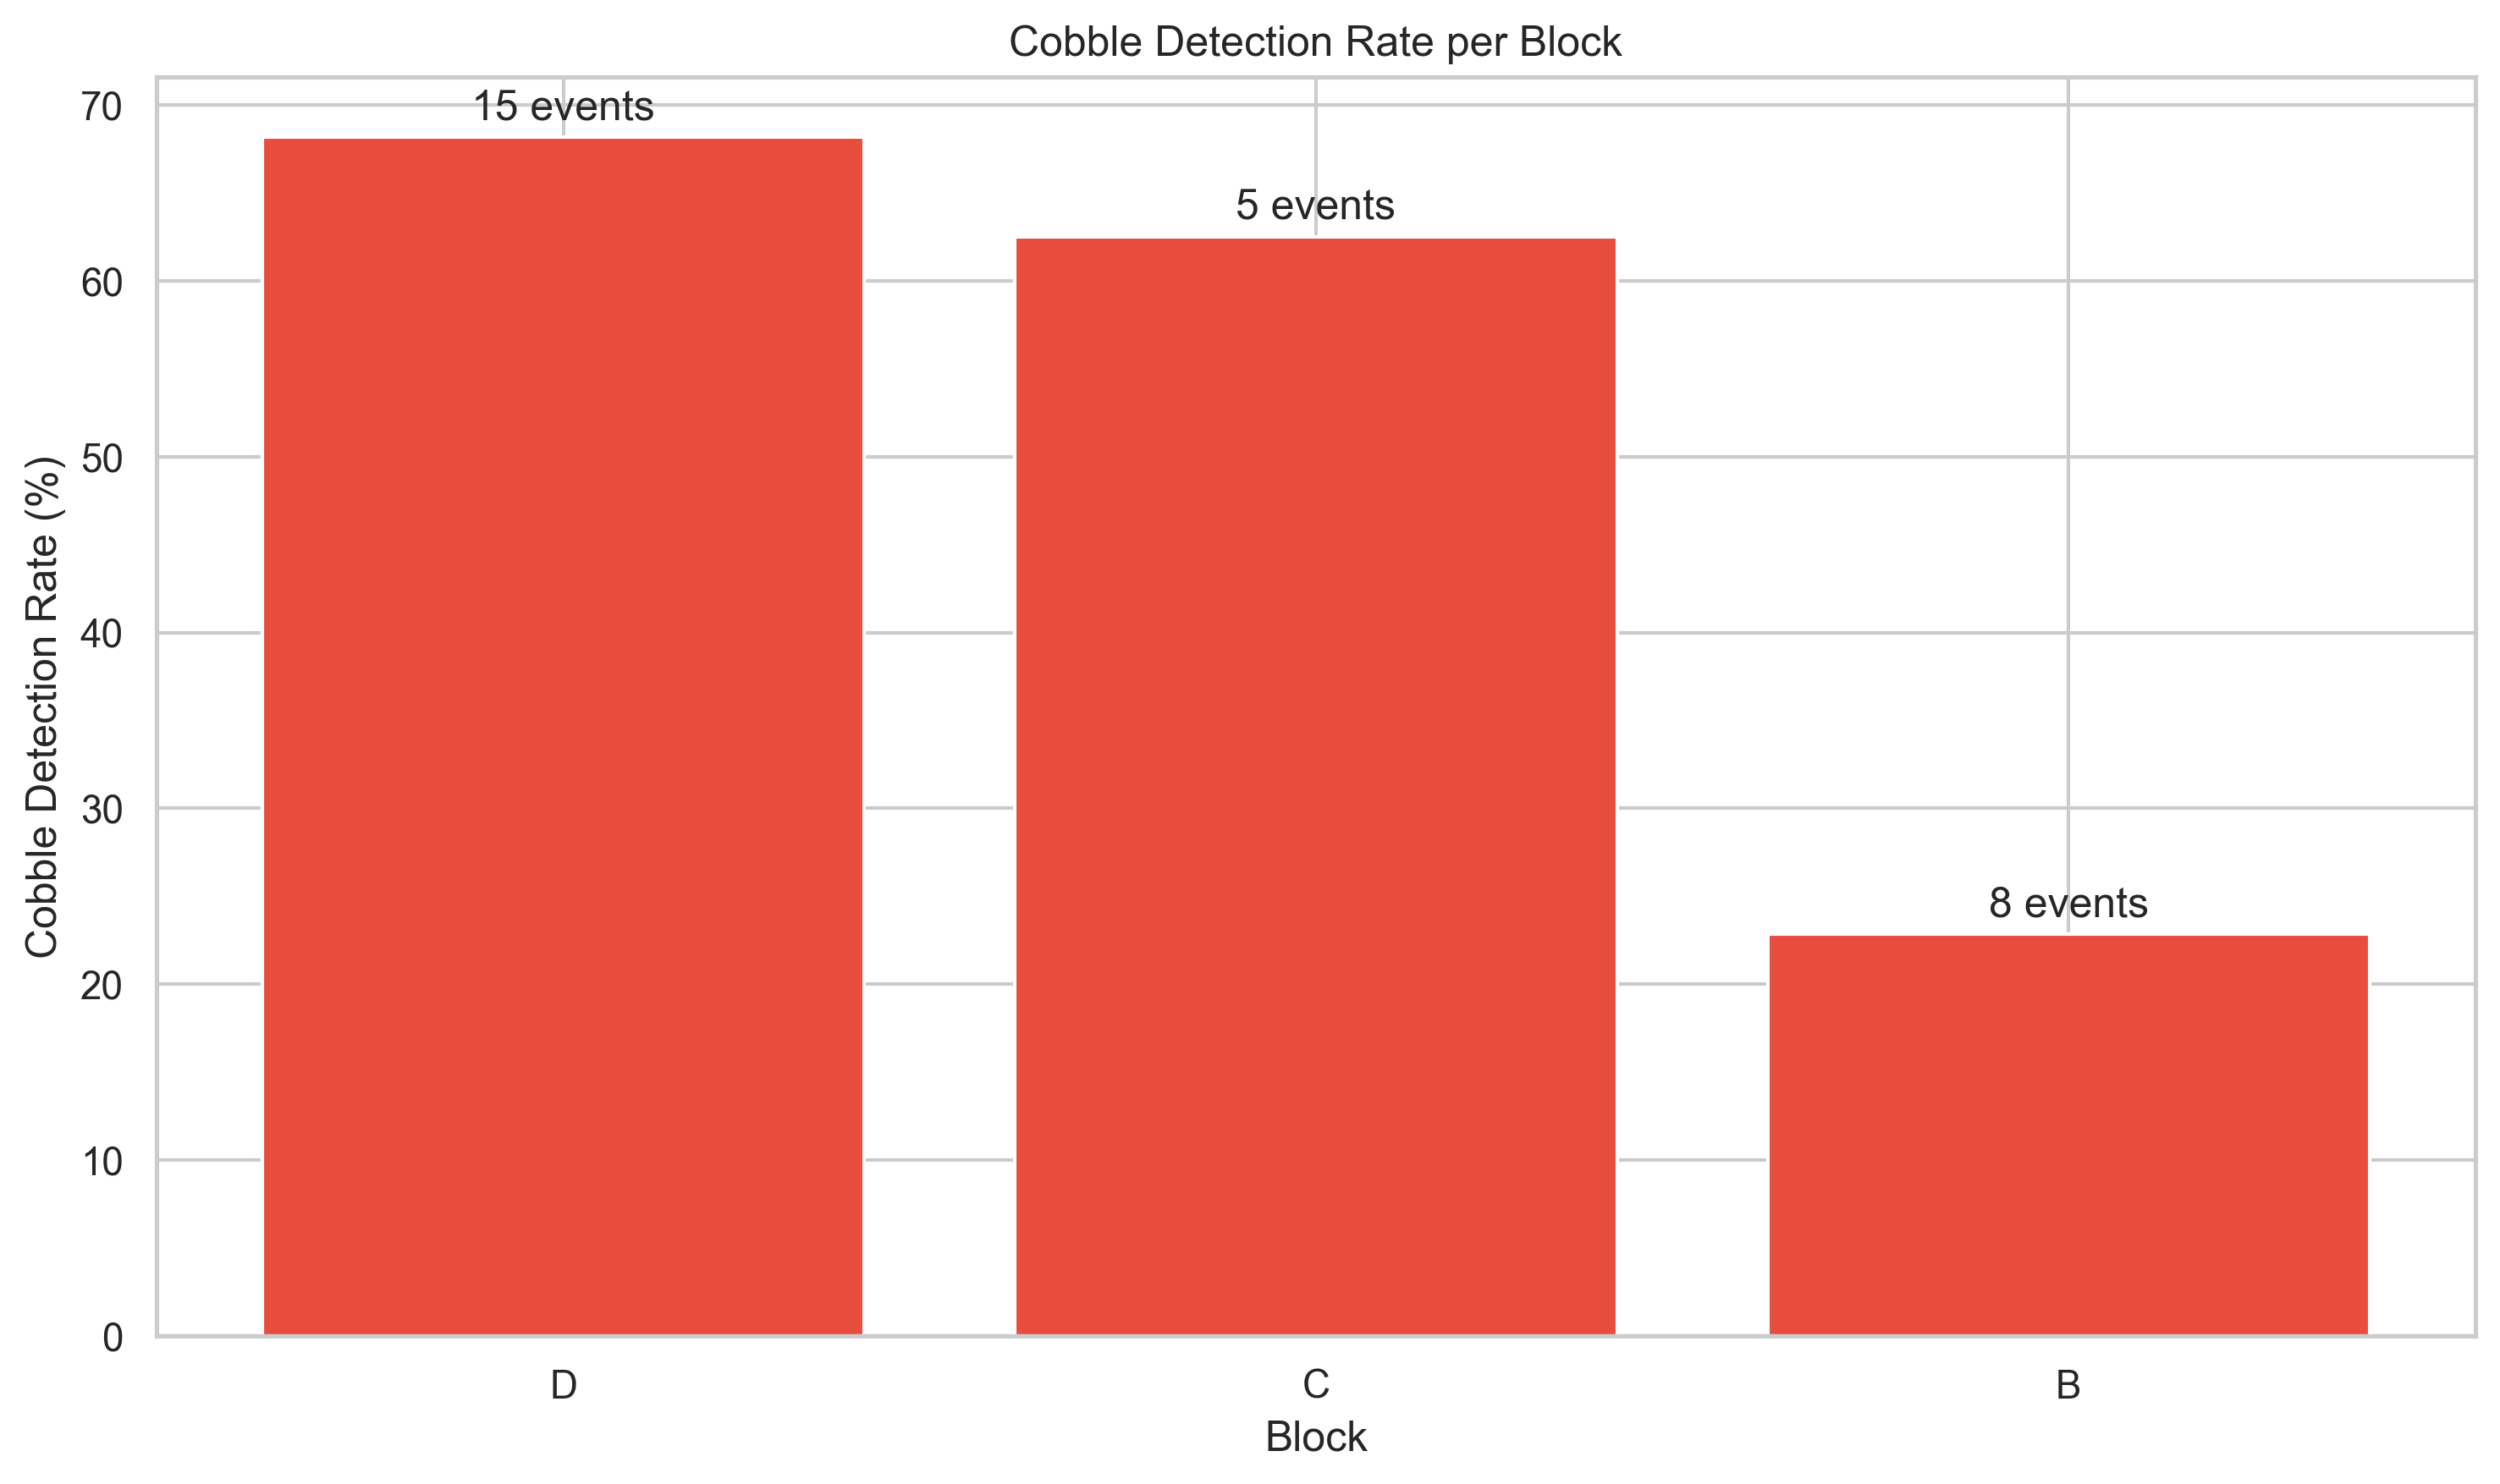 Cobble Detection Rate per Block
Cobble Detection Rate (%)
70
60
50
40
30
20
10
0
15 events
5 events
8 events
D
C
B
Block